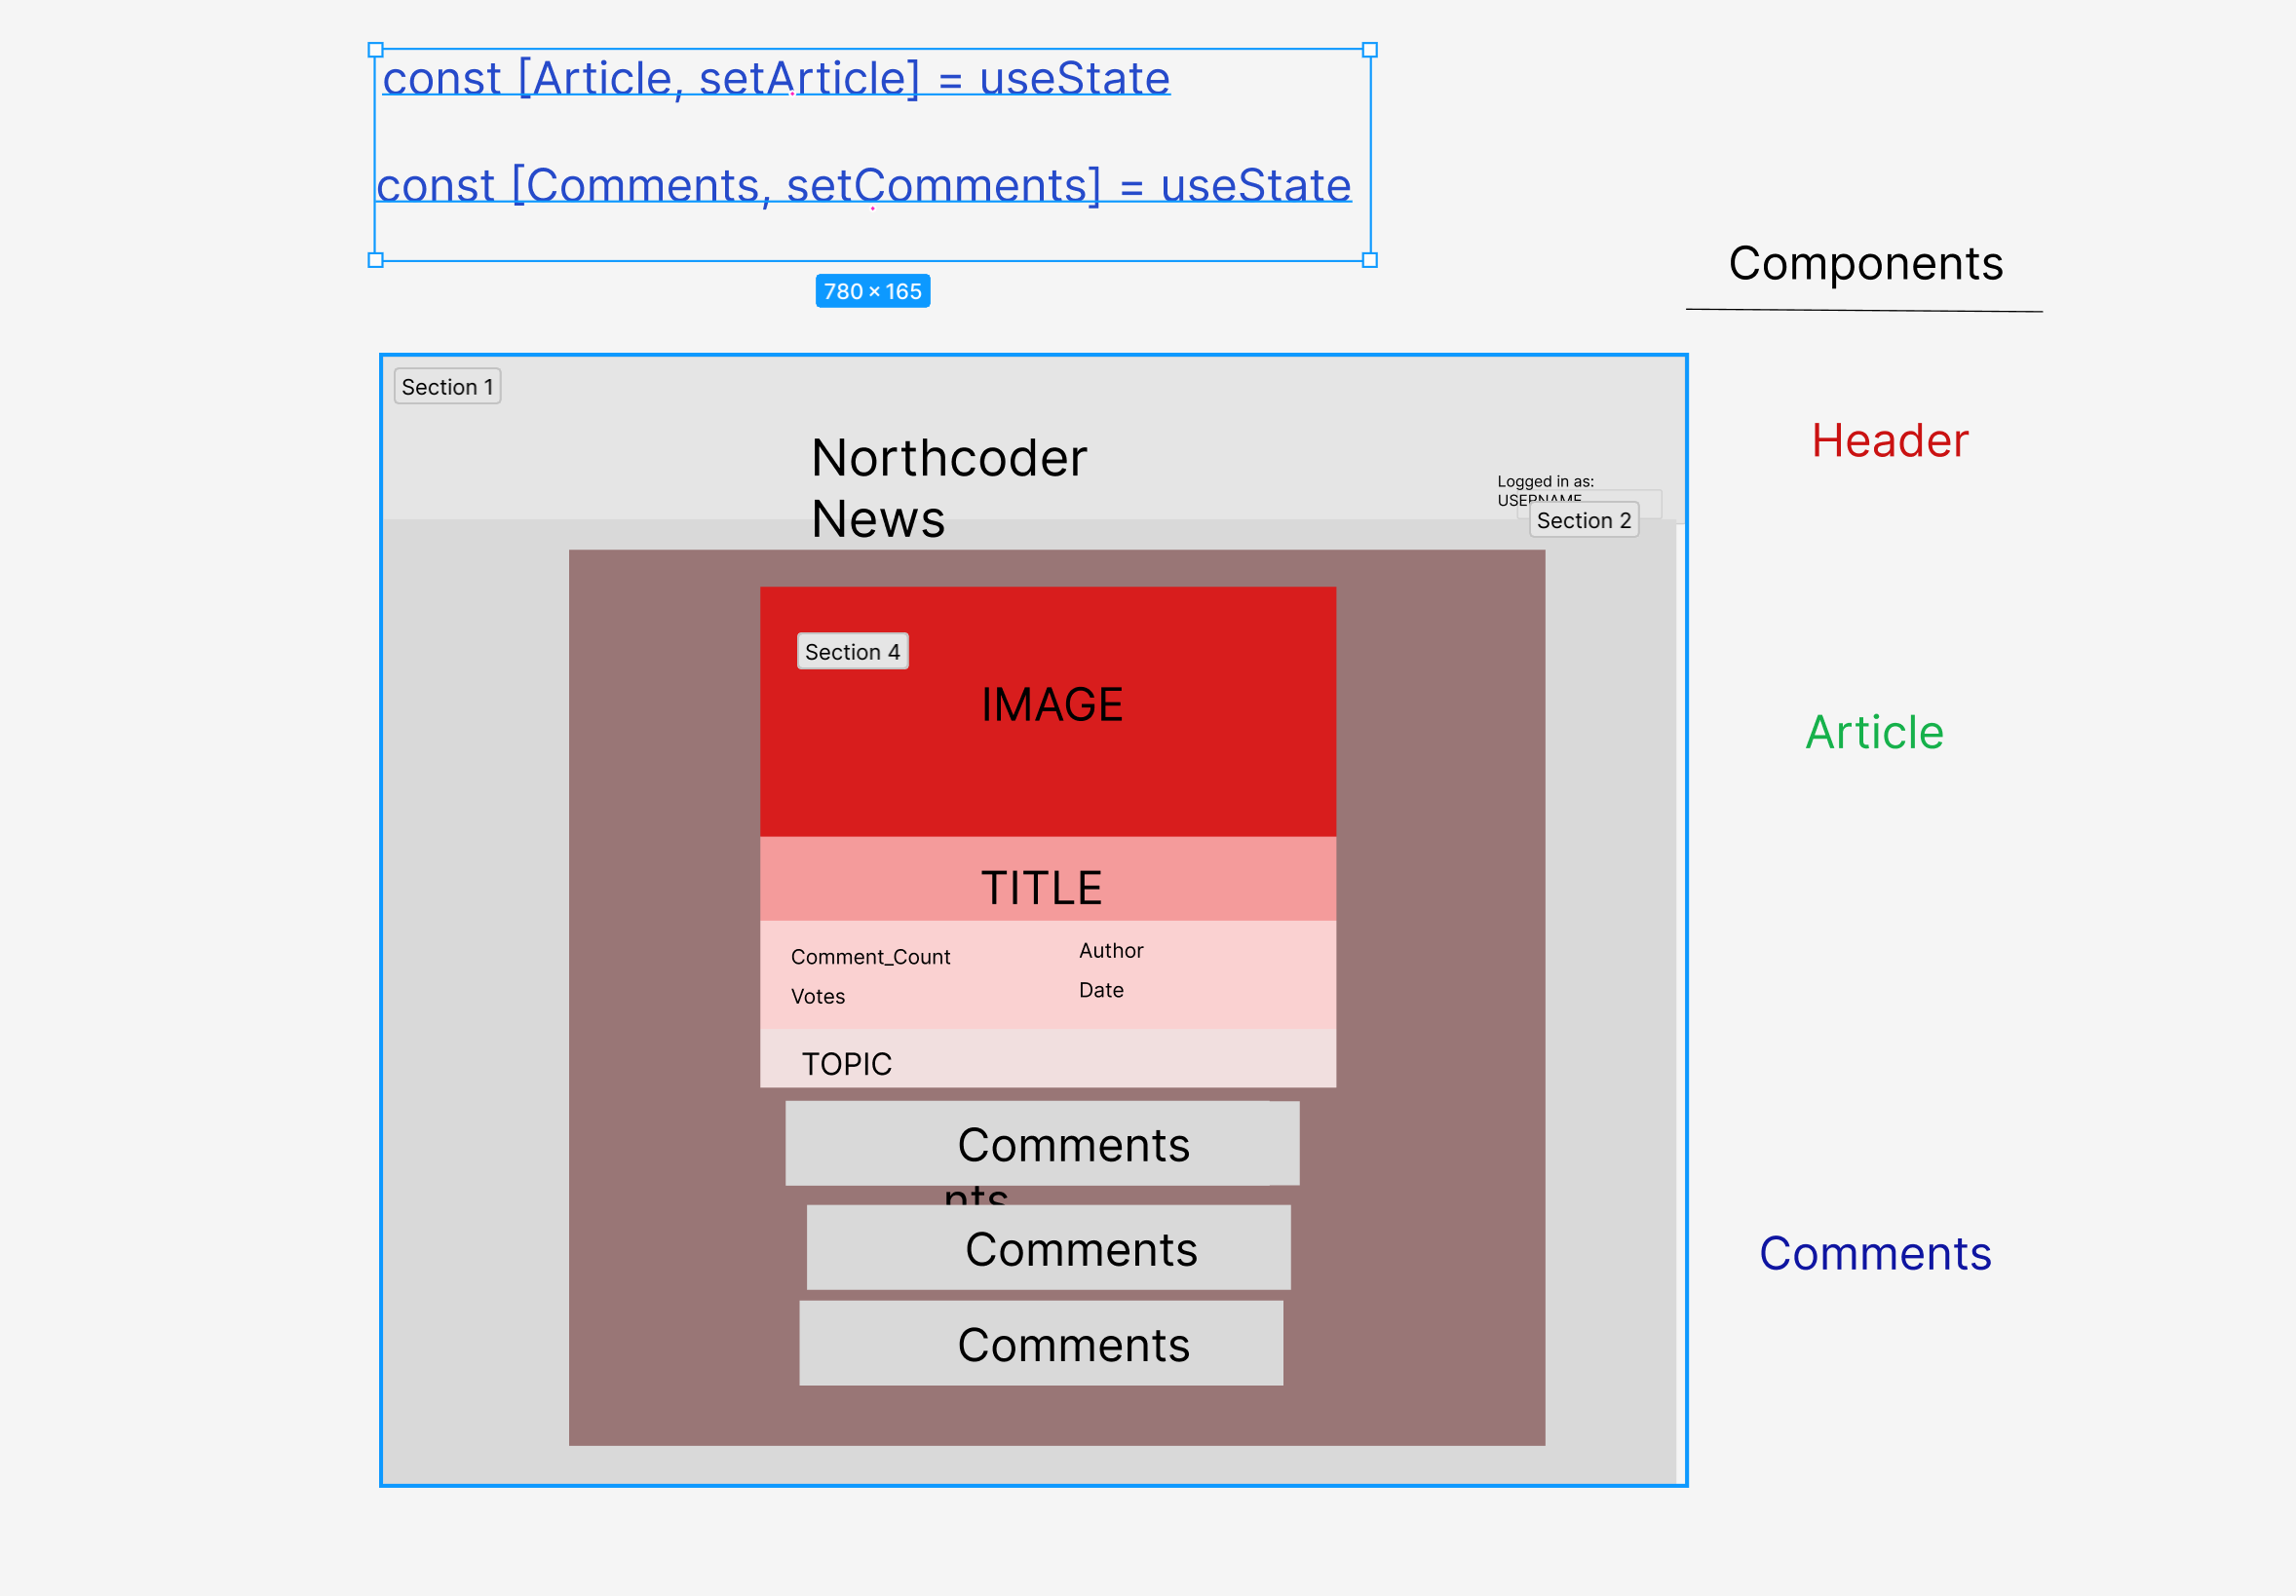 const [Article, setArticle] = useState
const [Comments, setComments] = useState
780 × 165
Components
Section 1
Header
Northcoder
News
Logged in as:
USERNAME
Section 2
Section 4
IMAGE
Article
TITLE
Comment_Count
Author
Votes
Date
TOPIC
Comments
nts
Comments
Comments
Comments